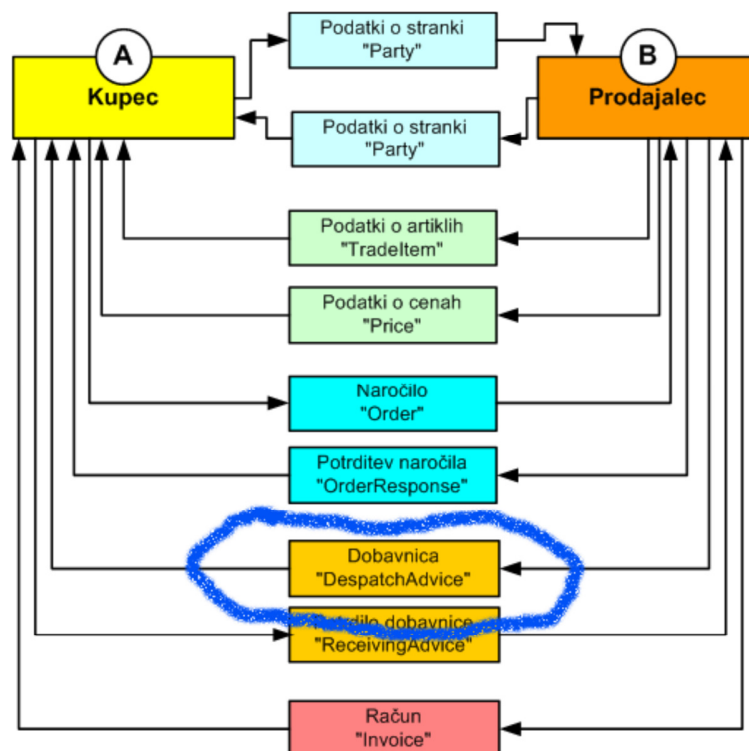 A
Kupec
B
Prodajalec
Podatki o stranki
"Party"
Podatki o stranki
"Party"
Podatki o artiklih
"TradeItem"
Podatki o cenah
"Price"
Naročilo
"Order"
Potrditev naročila
"OrderResponse"
Dobavnica
"DespatchAdvice"
dobavnice
"ReceivingAdvice"
Račun
"Invoice"